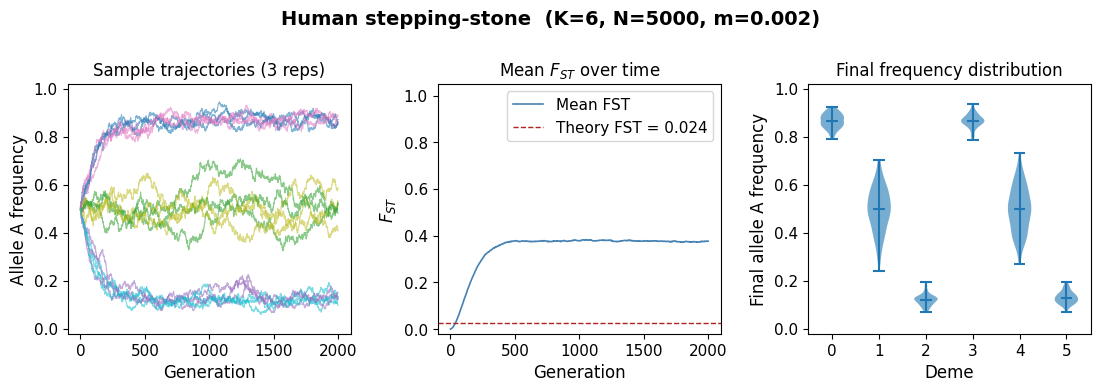 Human stepping-stone  (K=6, N=5000, m=0.002)
Sample trajectories (3 reps)
Allele A frequency
1.0
0.8
0.6
0.4
0.2
0.0
0 500 1000 1500 2000
Generation
Mean F_ST over time
F_ST
1.0
0.8
0.6
0.4
0.2
0.0
Mean FST
Theory FST = 0.024
0 500 1000 1500 2000
Generation
Final frequency distribution
Final allele A frequency
1.0
0.8
0.6
0.4
0.2
0.0
0 1 2 3 4 5
Deme